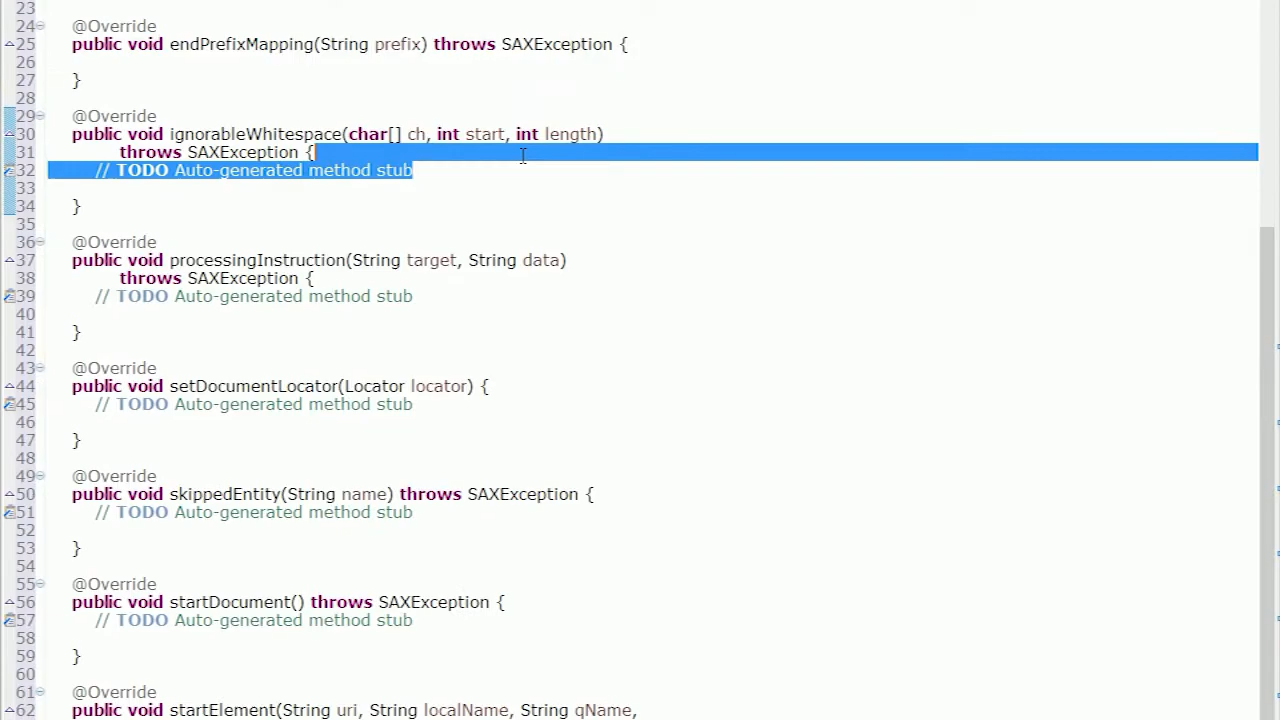 23
24 @Override
25 public void endPrefixMapping(String prefix) throws SAXException {
26
27 }
28
29 @Override
30 public void ignorableWhitespace(char[] ch, int start, int length)
31 throws SAXException {
32 // TODO Auto-generated method stub
33
34 }
35
36 @Override
37 public void processingInstruction(String target, String data)
38 throws SAXException {
39 // TODO Auto-generated method stub
40
41 }
42
43 @Override
44 public void setDocumentLocator(Locator locator) {
45 // TODO Auto-generated method stub
46
47 }
48
49 @Override
50 public void skippedEntity(String name) throws SAXException {
51 // TODO Auto-generated method stub
52
53 }
54
55 @Override
56 public void startDocument() throws SAXException {
57 // TODO Auto-generated method stub
58
59 }
60
61 @Override
62 public void startElement(String uri, String localName, String qName,